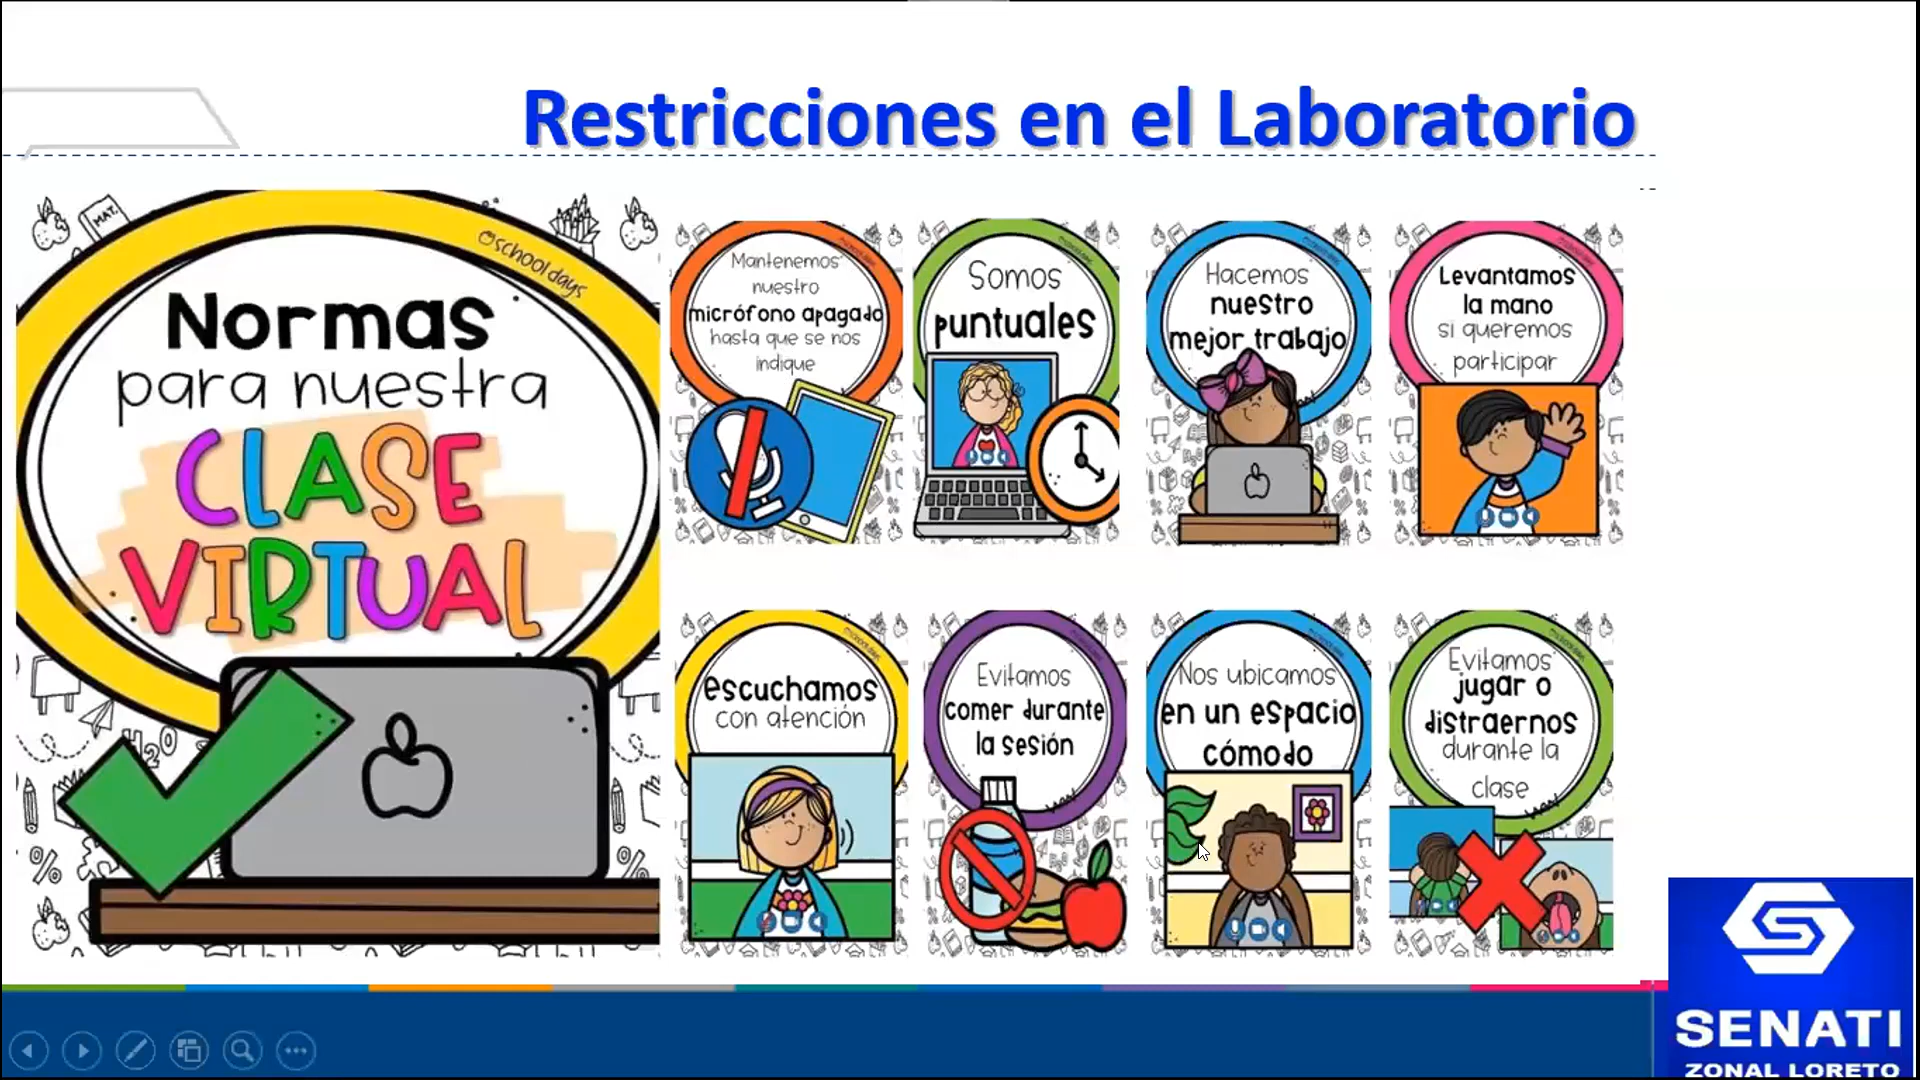 Restricciones en el Laboratorio
@schooldays
MAT.
Normas
para nuestra
CLASE
VIRTUAL
H2O
Mantenemos
nuestro
micrófono apagado
hasta que se nos
indique
Somos
puntuales
Hacemos
nuestro
mejor trabajo
Levantamos
la mano
si queremos
participar
escuchamos
con atención
Evitamos
comer durante
la sesión
Nos ubicamos
en un espacio
cómodo
Evitamos
jugar o
distraernos
durante la
clase
SENATI
ZONAL LORETO